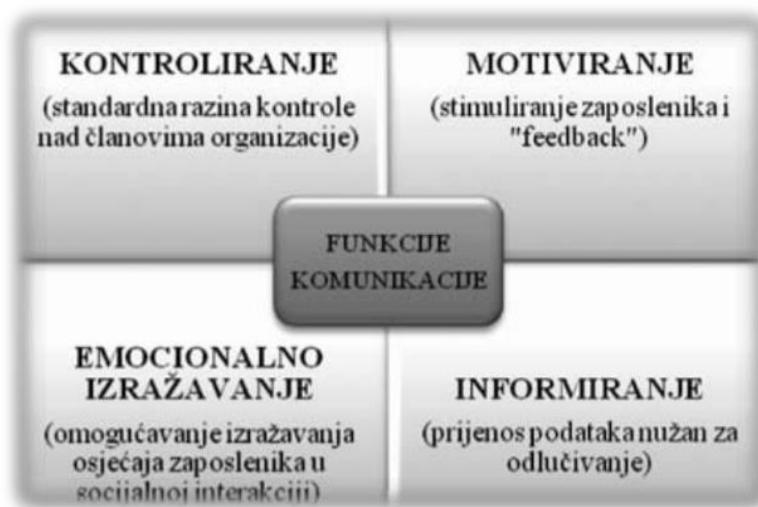 KONTROLIRANJE
(standardna razina kontrole
nad članovima organizacije)
MOTIVIRANJE
(stimuliranje zaposlenika i
"feedback")
FUNKCIJE
KOMUNIKACIJE
EMOCIONALNO
IZRAŽAVANJE
(omogućavanje izražavanja
osjećaja zaposlenika u
socijalnoj interakciji)
INFORMIRANJE
(prijenos podataka nužan za
odlučivanje)